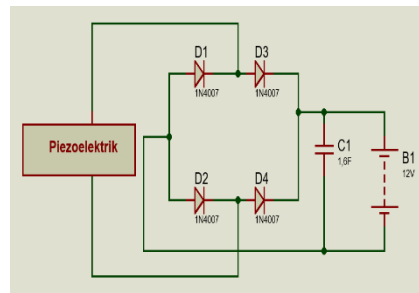 D1
D3
1N4007
1N4007
Piezoelektrik
C1
1,6F
B1
12V
D2
D4
1N4007
1N4007